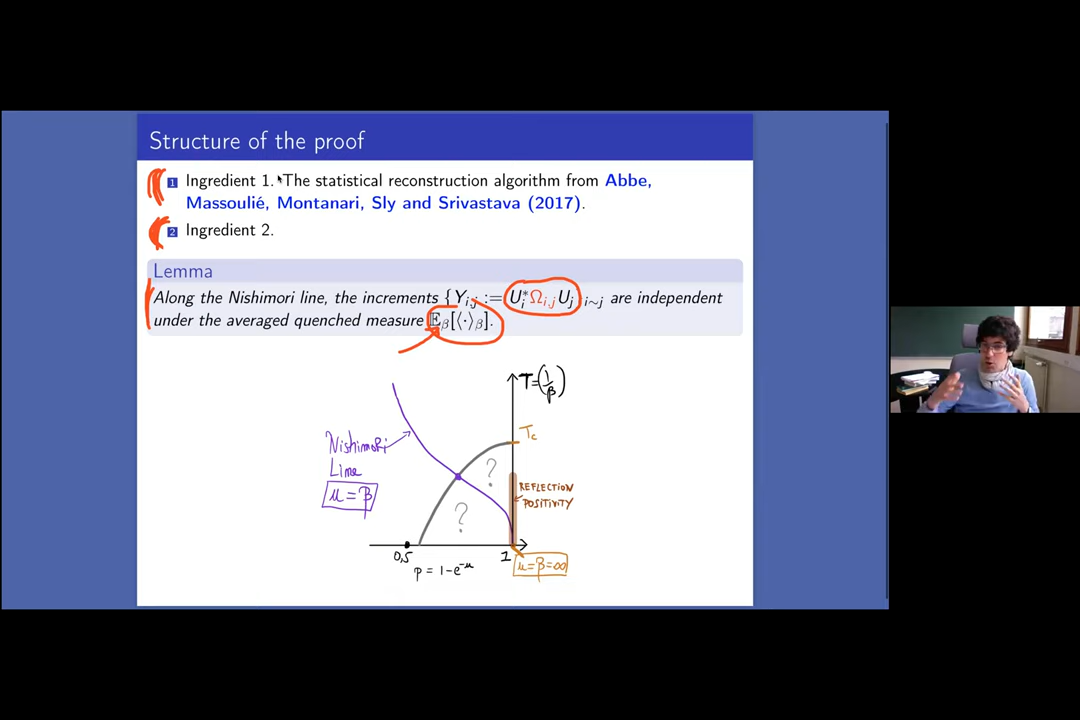 Structure of the proof
1 Ingredient 1. The statistical reconstruction algorithm from Abbe,
Massoulié, Montanari, Sly and Srivastava (2017).
2 Ingredient 2.
Lemma
Along the Nishimori line, the increments {Y_{i,j} := U_i^* Ω_{i,j} U_j}_{i∼j} are independent
under the averaged quenched measure 𝔼_β[⟨·⟩_β].
T=(1/β)
Tc
Nishimori
Line
u = β
?
?
REFLECTION
POSITIVITY
0,5
1
u=β=∞
p = 1-e^{-u}